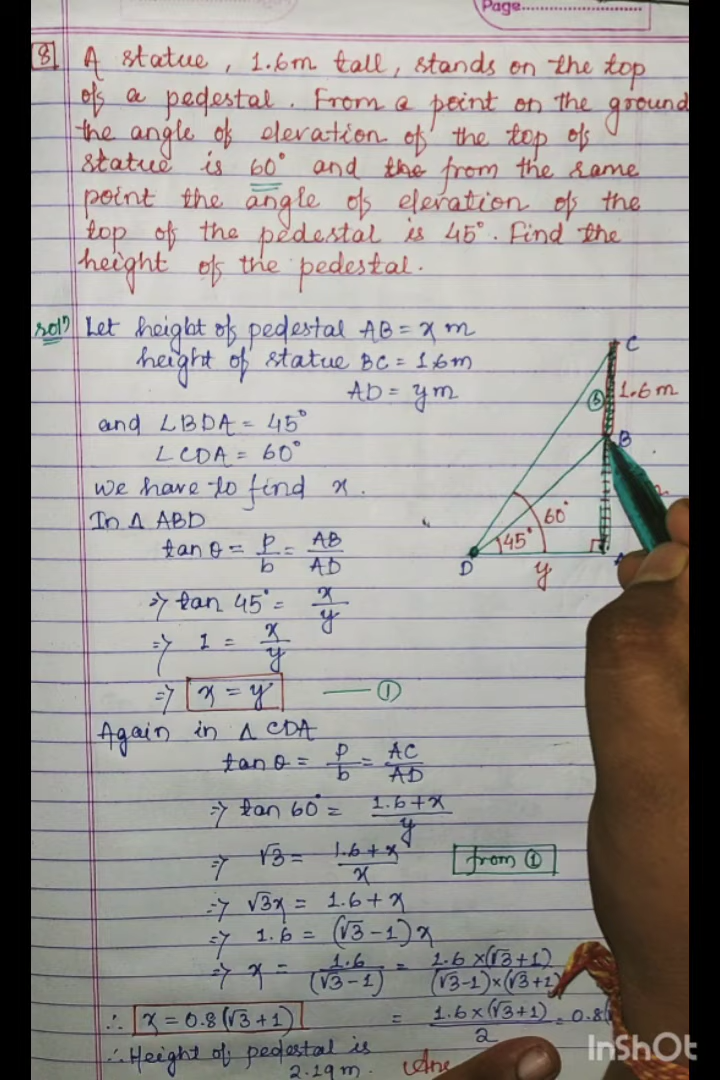 Page
8 A statue, 1.6m tall, stands on the top
of a pedestal. From a point on the ground
the angle of elevation of the top of
statue is 60° and the from the same
point the angle of elevation of the
top of the pedestal is 45°. Find the
height of the pedestal.
solⁿ Let height of pedestal AB = x m
height of statue BC = 1.6m
AD = y m
and ∠BDA = 45°
∠CDA = 60°
we have to find x.
In Δ ABD
tan θ = p/b = AB/AD
=> tan 45° = x/y
=> 1 = x/y
=> x = y —— ①
Again in Δ CDA
tan θ = p/b = AC/AD
=> tan 60° = 1.6+x/y
=> √3 = 1.6+x/x from ①
=> √3x = 1.6 + x
=> 1.6 = (√3-1)x
=> x = 1.6/(√3-1) = 1.6×(√3+1)/(√3-1)×(√3+1)
∴ x = 0.8(√3+1) = 1.6×(√3+1)/2 = 0.8(
∴ Height of pedestal is
2.19m. Ans
C
1.6m
B
60°
45°
D
y
A
InShOt